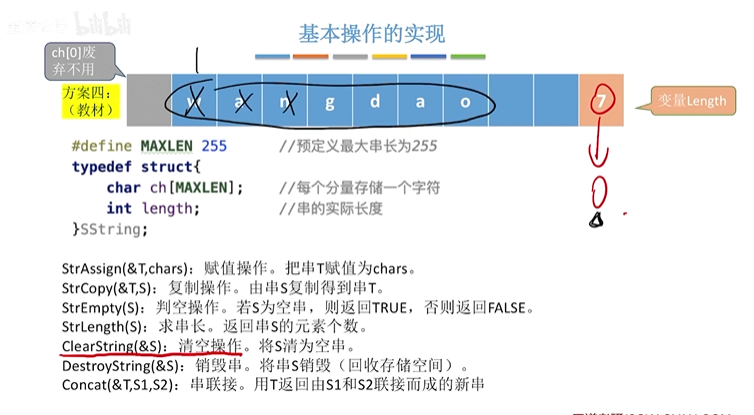 bilibili
基本操作的实现
ch[0]废
弃不用
1
方案四：
（教材）
w a n g d a o 7
变量Length
0
#define MAXLEN 255 //预定义最大串长为255
typedef struct{
char ch[MAXLEN]; //每个分量存储一个字符
int length; //串的实际长度
}SString;
StrAssign(&T,chars)：赋值操作。把串T赋值为chars。
StrCopy(&T,S)：复制操作。由串S复制得到串T。
StrEmpty(S)：判空操作。若S为空串，则返回TRUE，否则返回FALSE。
StrLength(S)：求串长。返回串S的元素个数。
ClearString(&S)：清空操作。将S清为空串。
DestroyString(&S)：销毁串。将串S销毁（回收存储空间）。
Concat(&T,S1,S2)：串联接。用T返回由S1和S2联接而成的新串